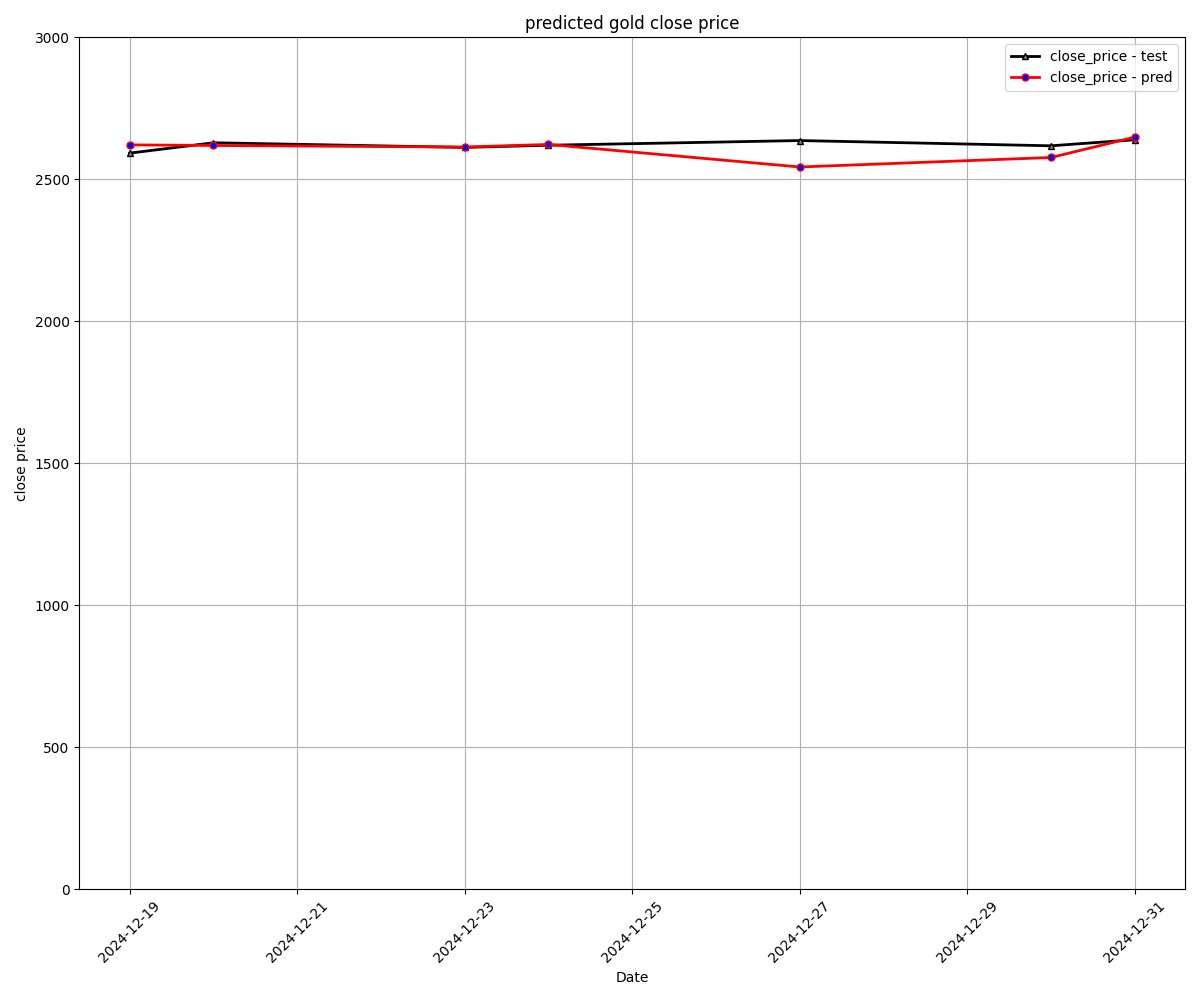 predicted gold close price
close_price - test
close_price - pred
3000
2500
2000
1500
1000
500
0
close price
2024-12-19
2024-12-21
2024-12-23
2024-12-25
2024-12-27
2024-12-29
2024-12-31
Date